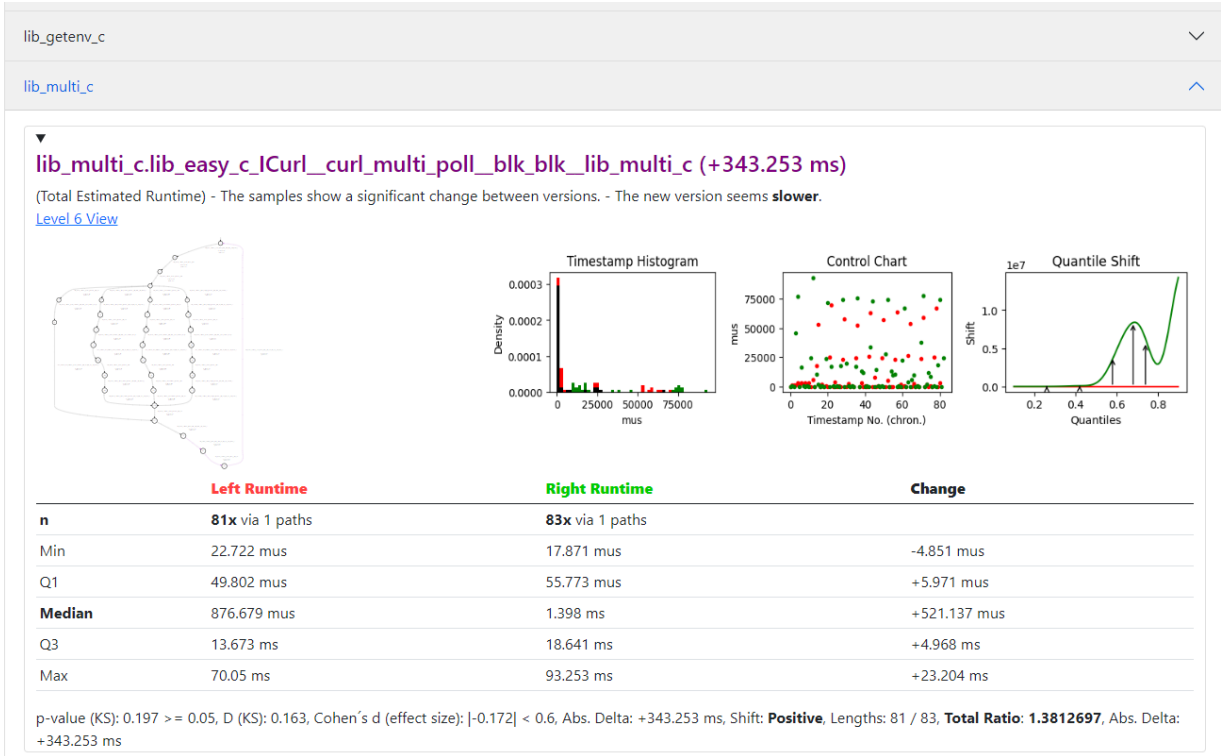 lib_getenv_c
lib_multi_c
lib_multi_c.lib_easy_c_ICurl__curl_multi_poll__blk_blk__lib_multi_c (+343.253 ms)
(Total Estimated Runtime) - The samples show a significant change between versions. - The new version seems slower.
Level 6 View
Timestamp Histogram
Density
0.0003
0.0002
0.0001
0.0000
0 25000 50000 75000
mus
Control Chart
mus
75000
50000
25000
0
0 20 40 60 80
Timestamp No. (chron.)
1e7 Quantile Shift
Shift
1.0
0.5
0.0
0.2 0.4 0.6 0.8
Quantiles
Left Runtime Right Runtime Change
n 81x via 1 paths 83x via 1 paths
Min 22.722 mus 17.871 mus -4.851 mus
Q1 49.802 mus 55.773 mus +5.971 mus
Median 876.679 mus 1.398 ms +521.137 mus
Q3 13.673 ms 18.641 ms +4.968 ms
Max 70.05 ms 93.253 ms +23.204 ms
p-value (KS): 0.197 >= 0.05, D (KS): 0.163, Cohen´s d (effect size): |-0.172| < 0.6, Abs. Delta: +343.253 ms, Shift: Positive, Lengths: 81 / 83, Total Ratio: 1.3812697, Abs. Delta:
+343.253 ms